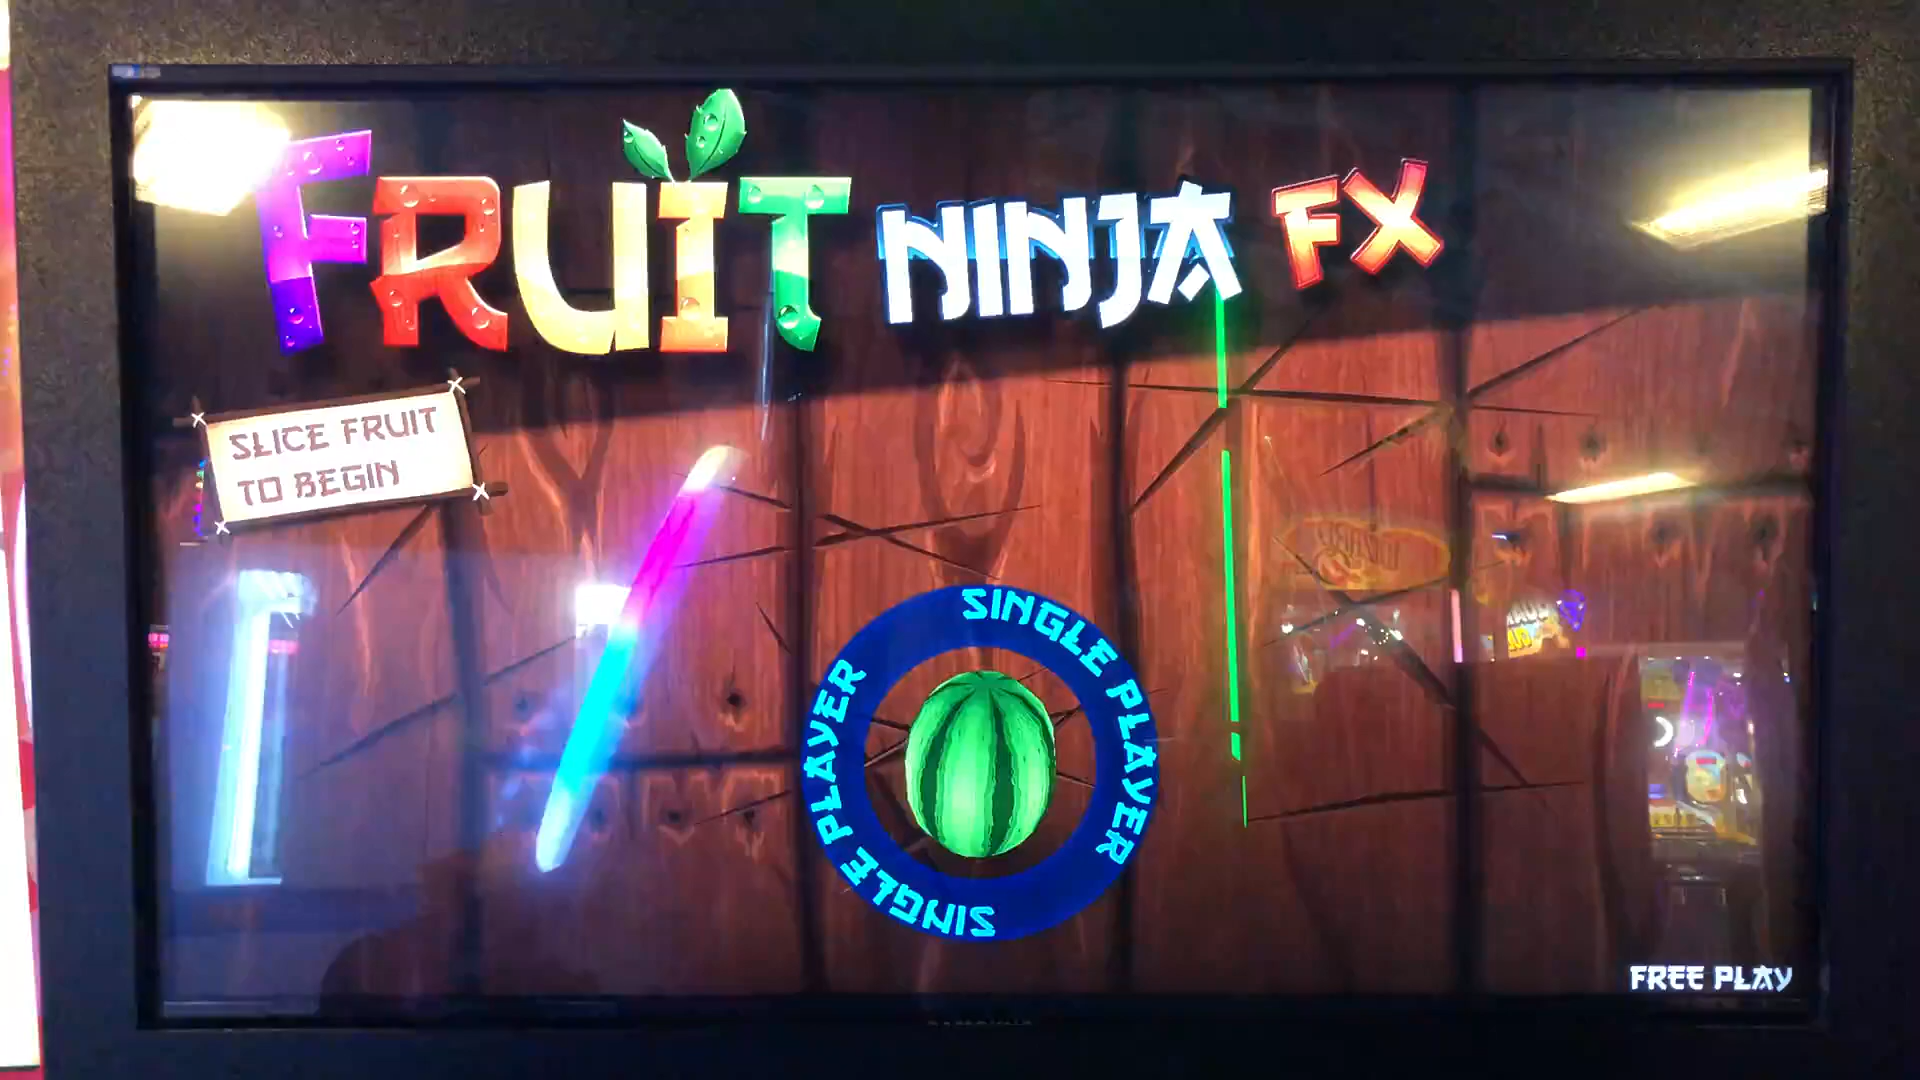 FRUIT NINJA FX
SLICE FRUIT
TO BEGIN
SINGLE PLAYER
SINGLE PLAYER
FREE PLAY